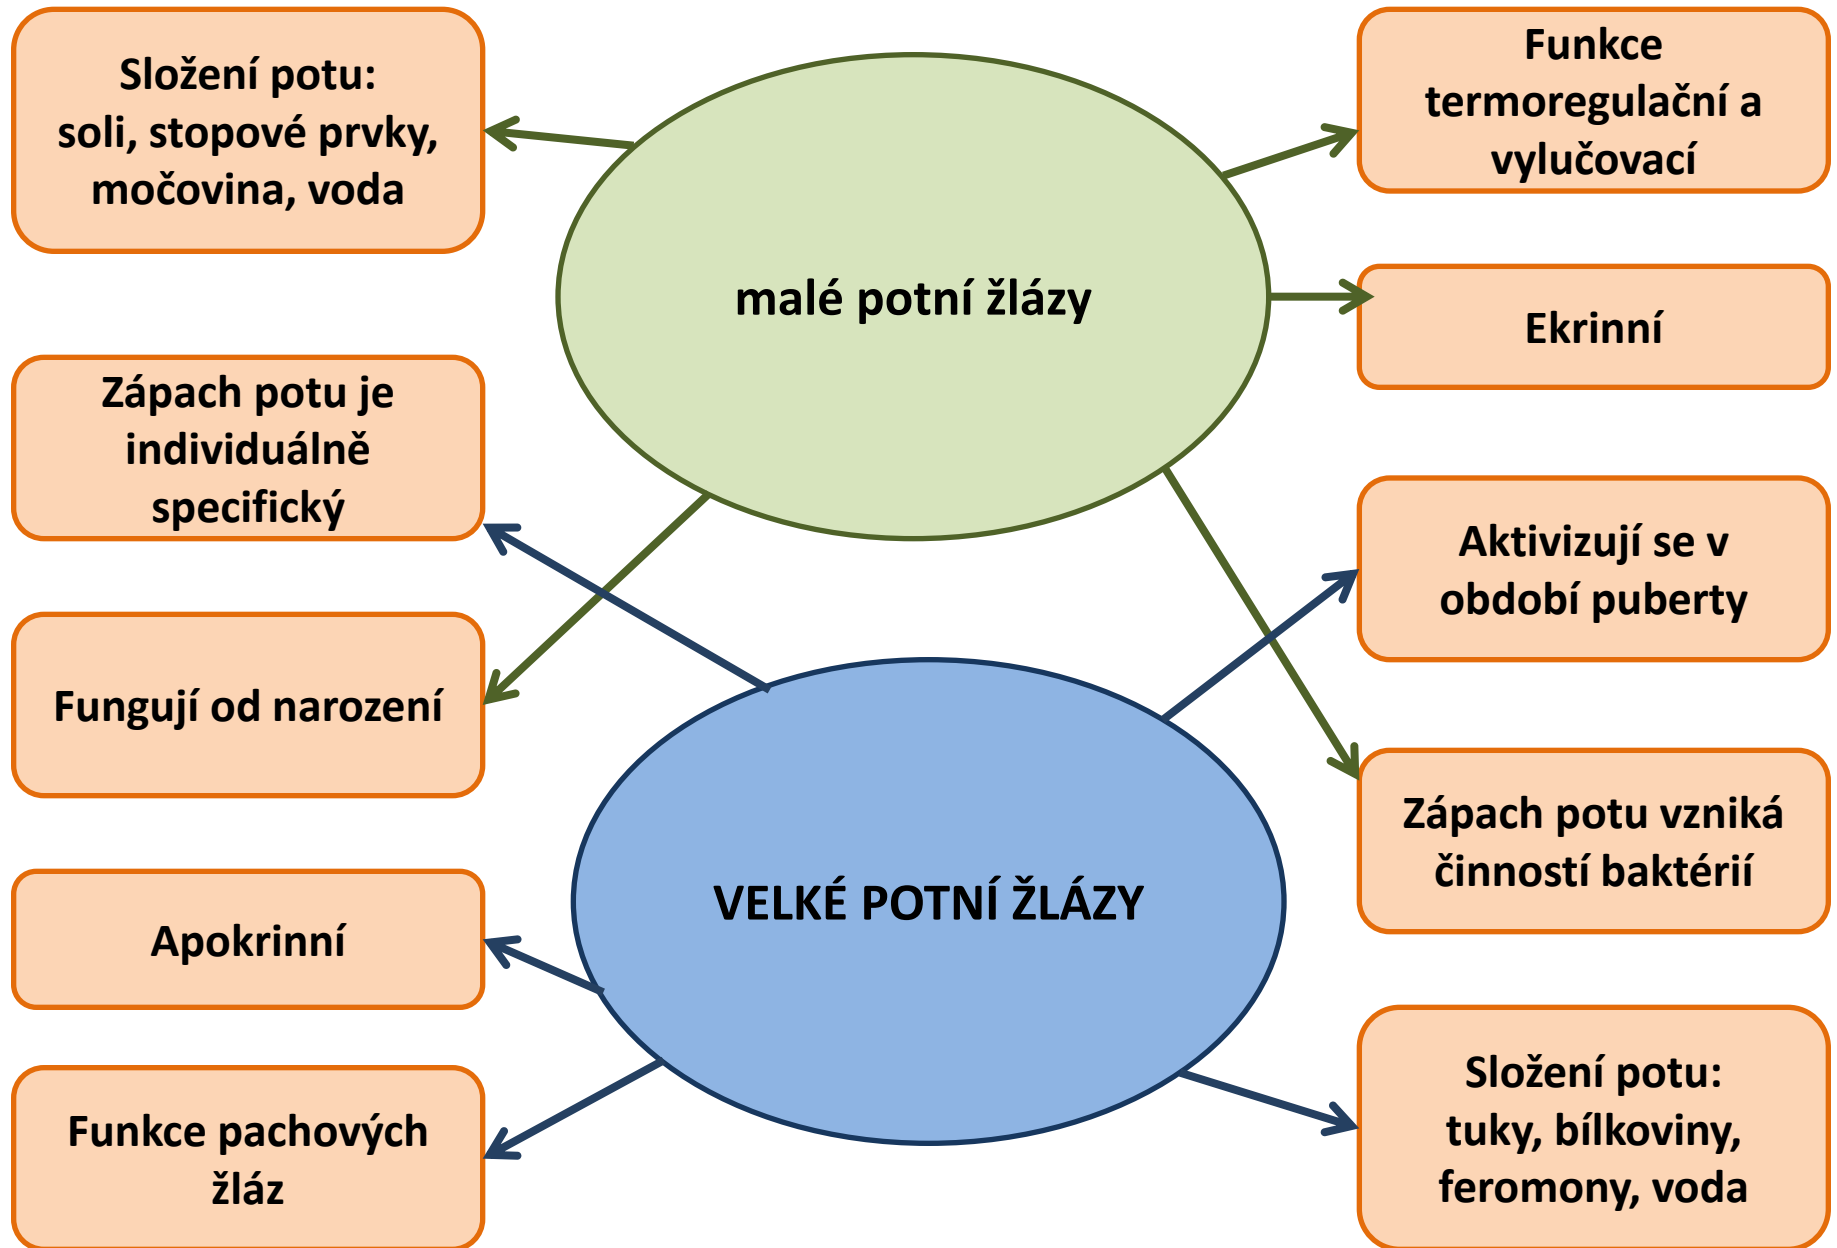 Složení potu:
soli, stopové prvky,
močovina, voda
Funkce
termoregulační a
vylučovací
malé potní žlázy
Ekrinní
Zápach potu je
individuálně
specifický
Aktivizují se v
období puberty
Fungují od narození
Zápach potu vzniká
činností baktérií
VELKÉ POTNÍ ŽLÁZY
Apokrinní
Funkce pachových
žláz
Složení potu:
tuky, bílkoviny,
feromony, voda